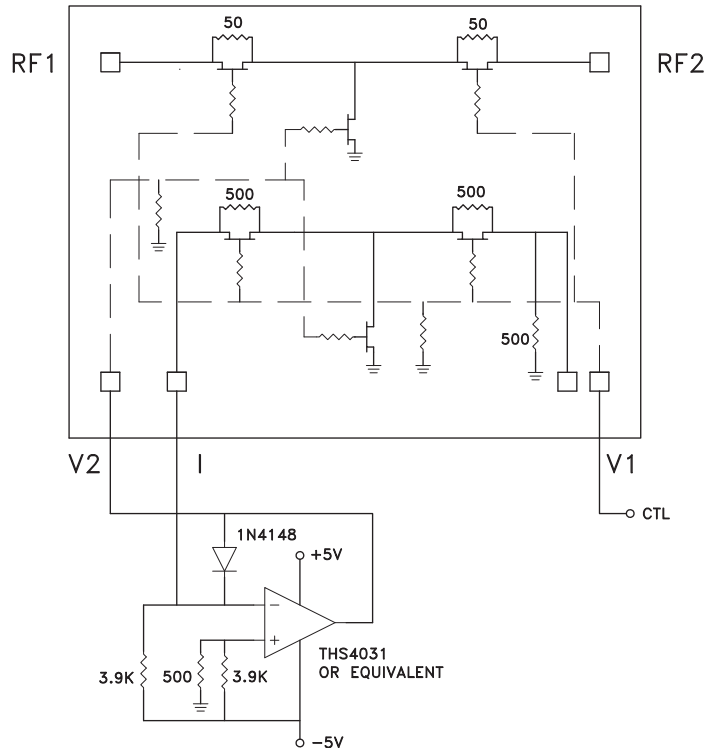 50
50
RF1
RF2
500
500
500
V2
I
V1
CTL
1N4148
+5V
−
+
THS4031
OR EQUIVALENT
3.9K
500
3.9K
−5V